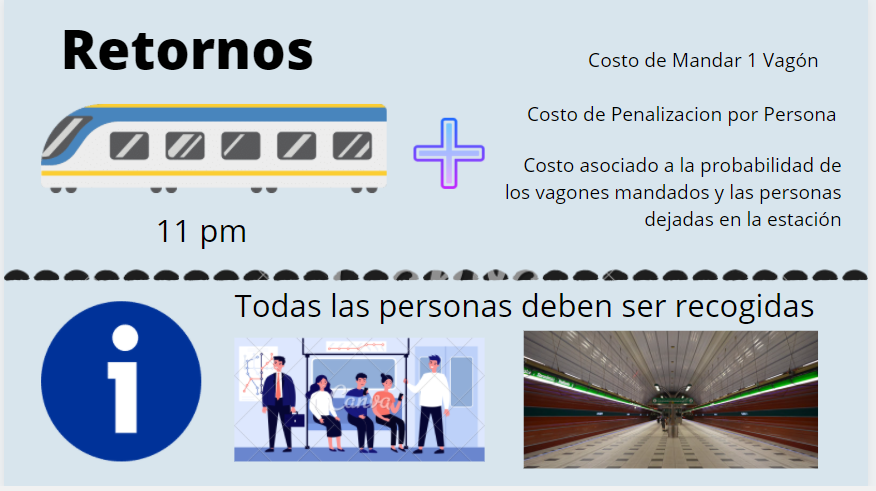 Retornos
Costo de Mandar 1 Vagón
Costo de Penalizacion por Persona
Costo asociado a la probabilidad de
los vagones mandados y las personas
dejadas en la estación
11 pm
Todas las personas deben ser recogidas
Canva